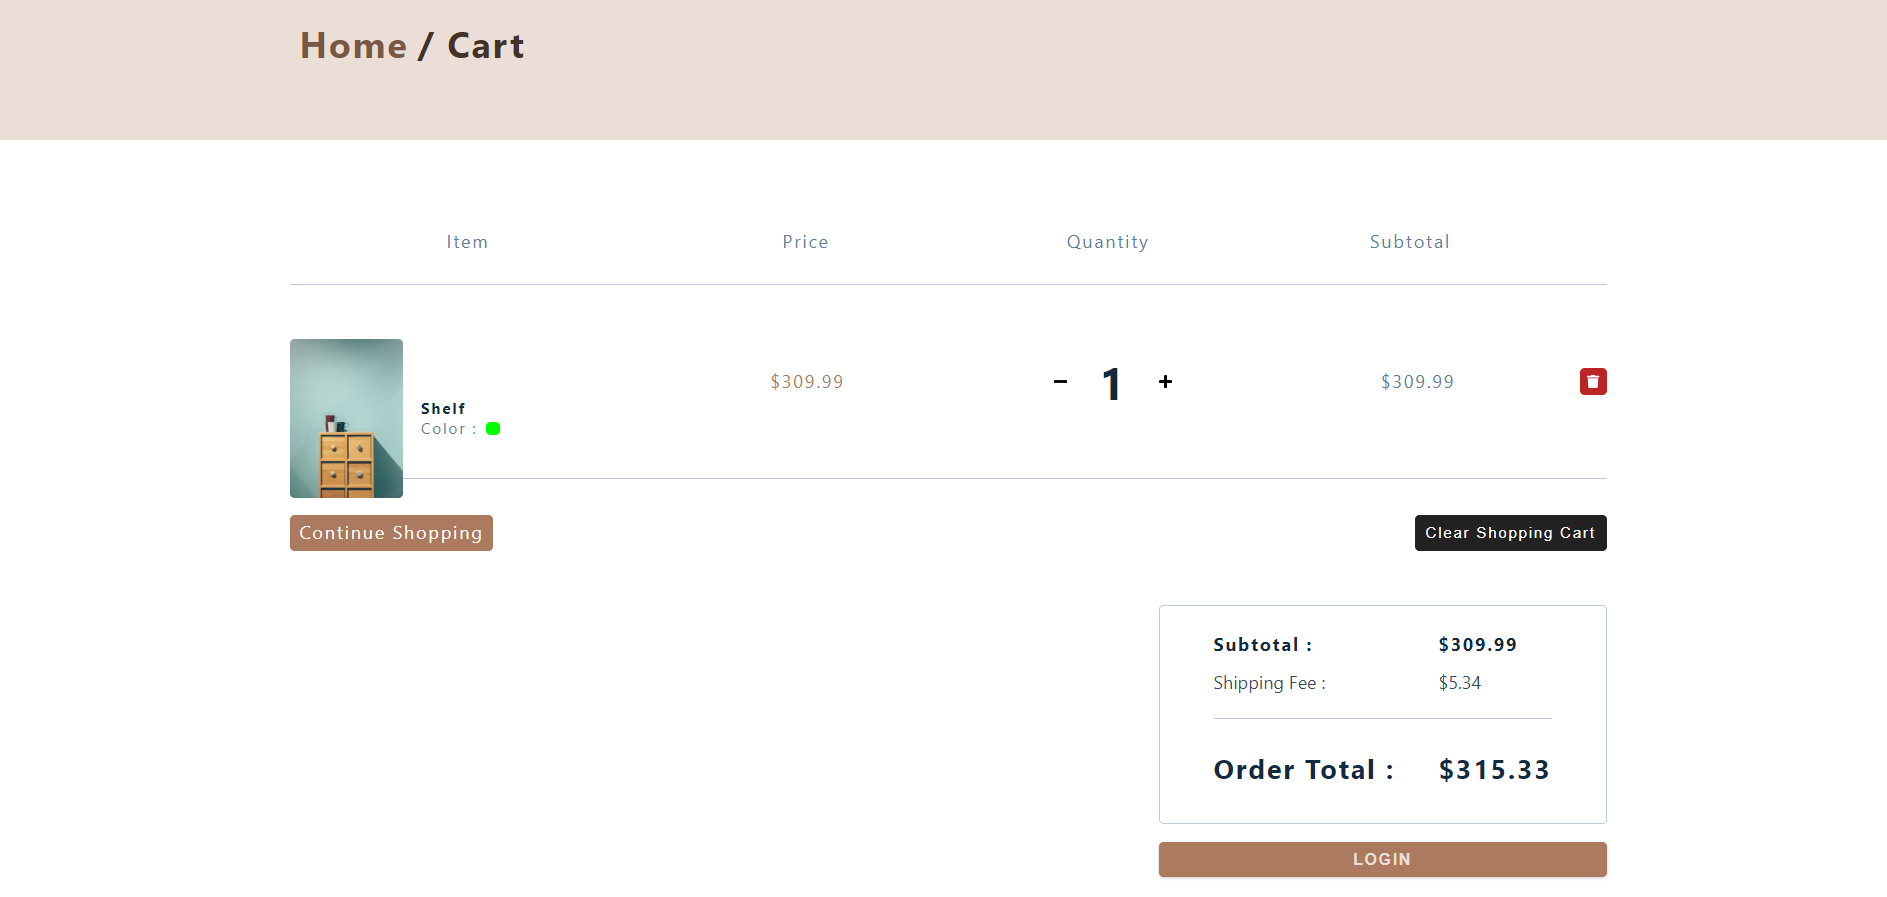 Home / Cart
Item Price Quantity Subtotal
$309.99 − 1 + $309.99
Shelf
Color :
Continue Shopping Clear Shopping Cart
Subtotal : $309.99
Shipping Fee : $5.34
Order Total : $315.33
LOGIN